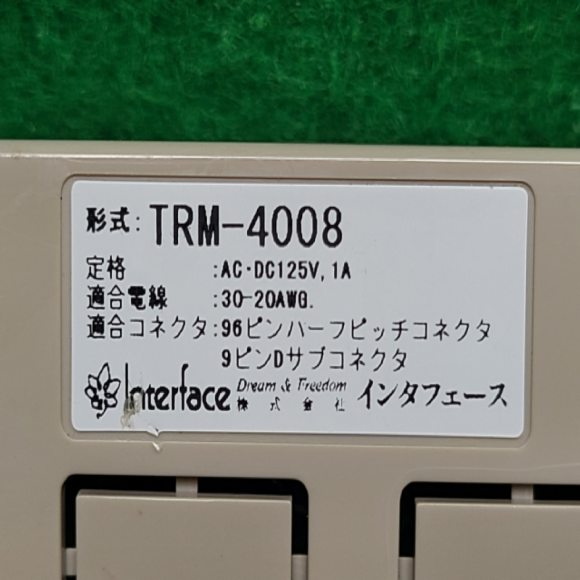 形式:TRM-4008
定格 :AC・DC125V,1A
適合電線 :30-20AWG.
適合コネクタ:96ピンハーフピッチコネクタ
9ピンDサブコネクタ
Interface Dream & Freedom 株式会社 インタフェース